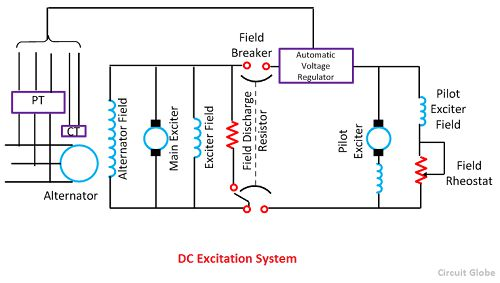 Field
Breaker
Automatic
Voltage
Regulator
PT
CT
Alternator
Alternator Field
Main Exciter
Exciter Field
Field Discharge
Resistor
Pilot
Exciter
Pilot
Exciter
Field
Field
Rheostat
DC Excitation System
Circuit Globe